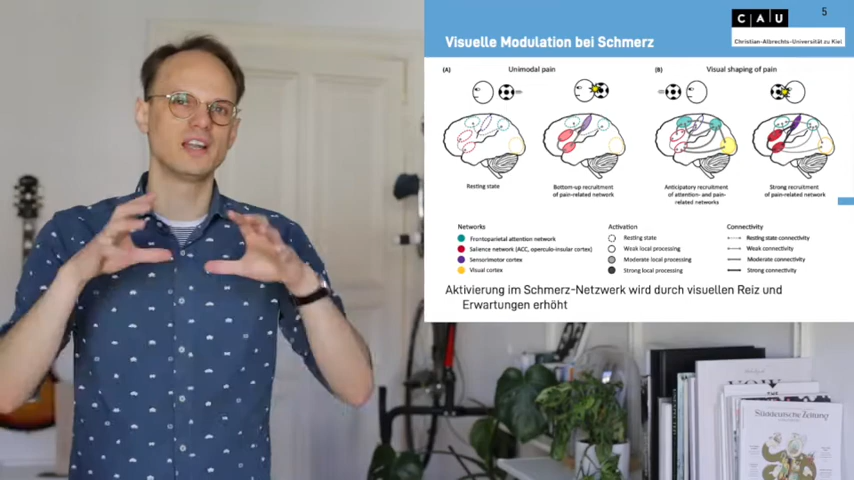 5
CAU
Christian-Albrechts-Universität zu Kiel
Visuelle Modulation bei Schmerz
(A) Unimodal pain
(B) Visual shaping of pain
Resting state
Bottom-up recruitment
of pain-related network
Anticipatory recruitment
of attention- and pain-
related networks
Strong recruitment
of pain-related network
Networks
Frontoparietal attention network
Salience network (ACC, operculo-insular cortex)
Sensorimotor cortex
Visual cortex
Activation
Resting state
Weak local processing
Moderate local processing
Strong local processing
Connectivity
Resting state connectivity
Weak connectivity
Moderate connectivity
Strong connectivity
Aktivierung im Schmerz-Netzwerk wird durch visuellen Reiz und
Erwartungen erhöht
THE
Süddeutsche Zeitung